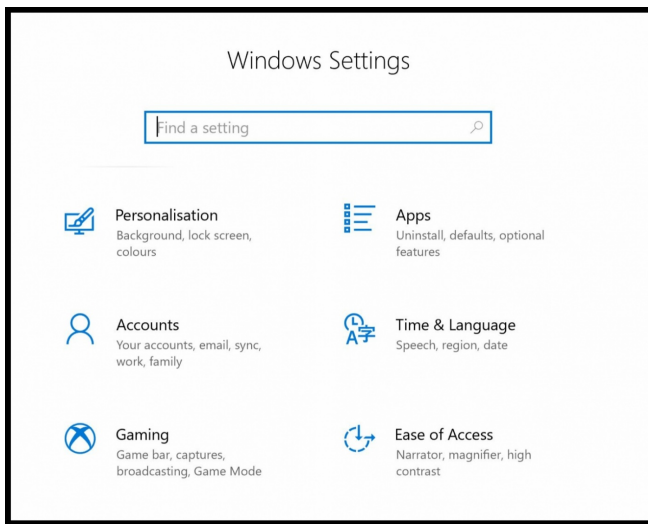 Windows Settings
Find a setting
Personalisation
Background, lock screen,
colours
Apps
Uninstall, defaults, optional
features
Accounts
Your accounts, email, sync,
work, family
Time & Language
Speech, region, date
Gaming
Game bar, captures,
broadcasting, Game Mode
Ease of Access
Narrator, magnifier, high
contrast